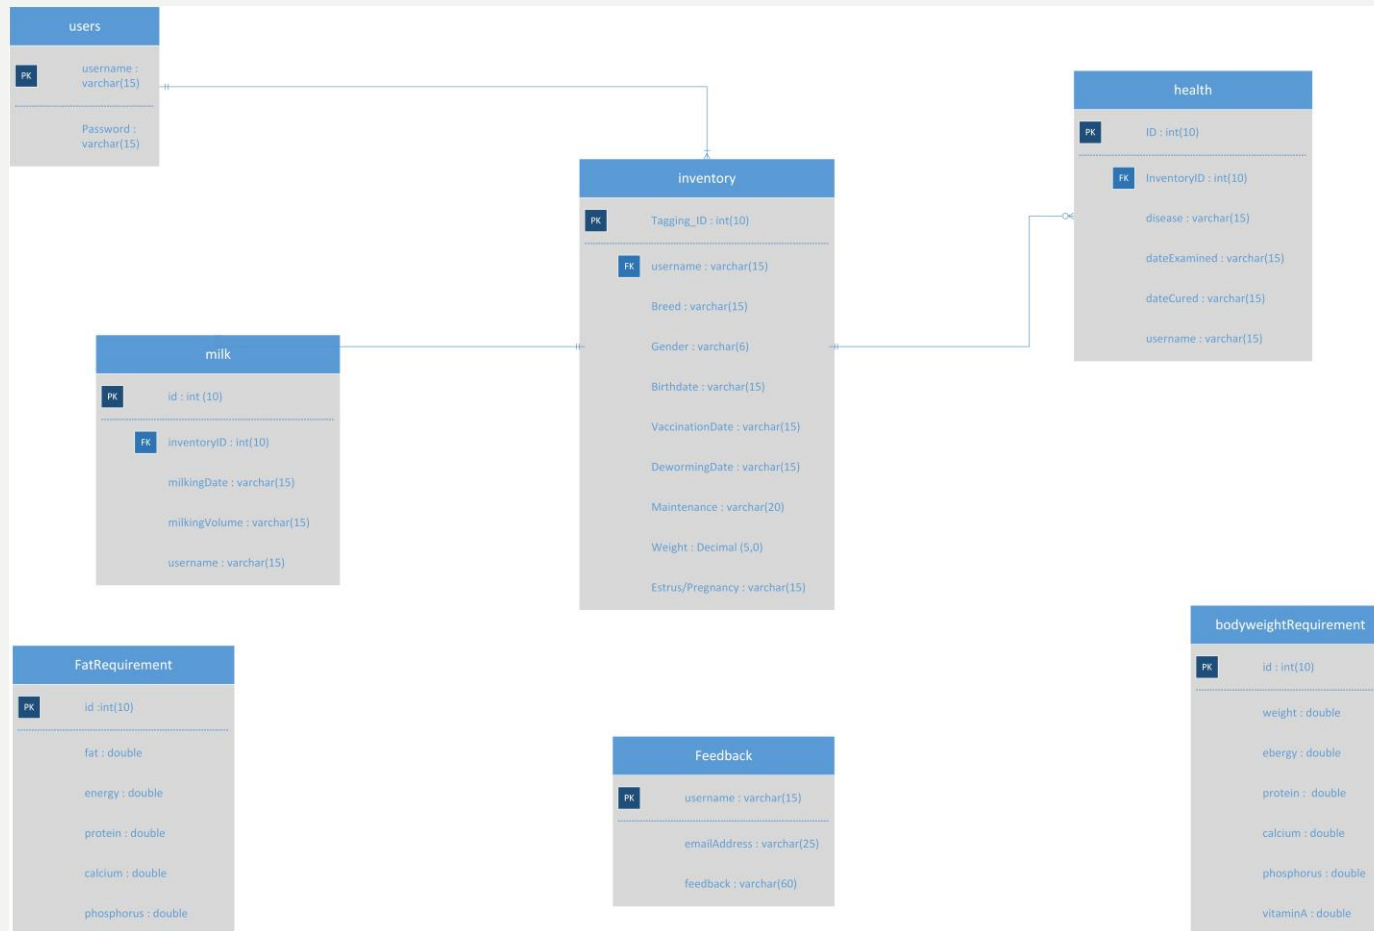 users
PK
username :
varchar(15)
Password :
varchar(15)
health
PK
ID : int(10)
FK
InventoryID : int(10)
disease : varchar(15)
dateExamined : varchar(15)
dateCured : varchar(15)
username : varchar(15)
inventory
PK
Tagging_ID : int(10)
FK
username : varchar(15)
Breed : varchar(15)
Gender : varchar(6)
Birthdate : varchar(15)
VaccinationDate : varchar(15)
DewormingDate : varchar(15)
Maintenance : varchar(20)
Weight : Decimal (5,0)
Estrus/Pregnancy : varchar(15)
milk
PK
id : int (10)
FK
inventoryID : int(10)
milkingDate : varchar(15)
milkingVolume : varchar(15)
username : varchar(15)
FatRequirement
PK
id :int(10)
fat : double
energy : double
protein : double
calcium : double
phosphorus : double
Feedback
PK
username : varchar(15)
emailAddress : varchar(25)
feedback : varchar(60)
bodyweightRequirement
PK
id : int(10)
weight : double
ebergy : double
protein :  double
calcium : double
phosphorus : double
vitaminA : double